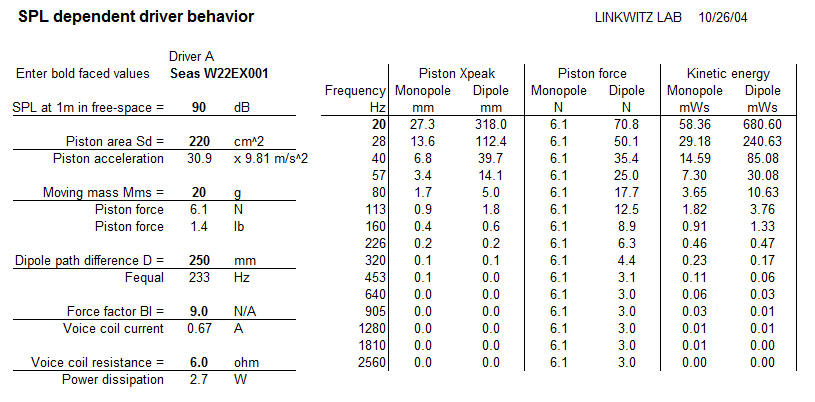 SPL dependent driver behavior LINKWITZ LAB 10/26/04
Driver A
Enter bold faced values Seas W22EX001 Piston Xpeak Piston force Kinetic energy
Frequency Monopole Dipole Monopole Dipole Monopole Dipole
SPL at 1m in free-space = 90 dB Hz mm mm N N mWs mWs
20 27.3 318.0 6.1 70.8 58.36 680.60
Piston area Sd = 220 cm^2 28 13.6 112.4 6.1 50.1 29.18 240.63
Piston acceleration 30.9 x 9.81 m/s^2 40 6.8 39.7 6.1 35.4 14.59 85.08
57 3.4 14.1 6.1 25.0 7.30 30.08
Moving mass Mms = 20 g 80 1.7 5.0 6.1 17.7 3.65 10.63
Piston force 6.1 N 113 0.9 1.8 6.1 12.5 1.82 3.76
Piston force 1.4 lb 160 0.4 0.6 6.1 8.9 0.91 1.33
226 0.2 0.2 6.1 6.3 0.46 0.47
Dipole path difference D = 250 mm 320 0.1 0.1 6.1 4.4 0.23 0.17
Fequal 233 Hz 453 0.1 0.0 6.1 3.1 0.11 0.06
640 0.0 0.0 6.1 3.0 0.06 0.03
Force factor Bl = 9.0 N/A 905 0.0 0.0 6.1 3.0 0.03 0.01
Voice coil current 0.67 A 1280 0.0 0.0 6.1 3.0 0.01 0.01
1810 0.0 0.0 6.1 3.0 0.01 0.00
Voice coil resistance = 6.0 ohm 2560 0.0 0.0 6.1 3.0 0.00 0.00
Power dissipation 2.7 W